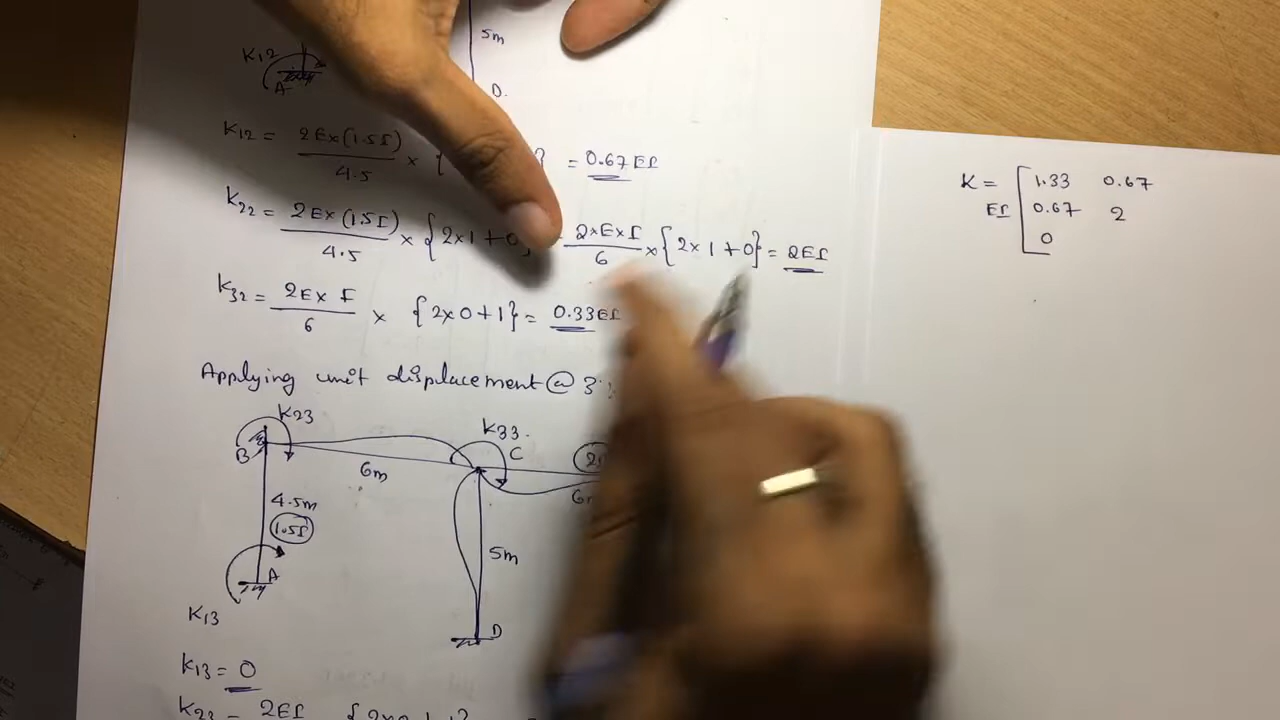 5m
K12
A
D.
K12 = 2E×(1.5I)/4.5 × { } = 0.67EI
K22 = 2E×(1.5I)/4.5 × {2×1+0 2×E×I/6 × {2×1+0} = 2EI
K32 = 2E×I/6 × {2×0+1} = 0.33EI
Applying unit displacement @ 3
K23
K33.
B
C
6m
4.5m
1.5I
5m
A
K13
D
K13 = 0
K23 = 2EI
K = 1.33 0.67
EI 0.67 2
0